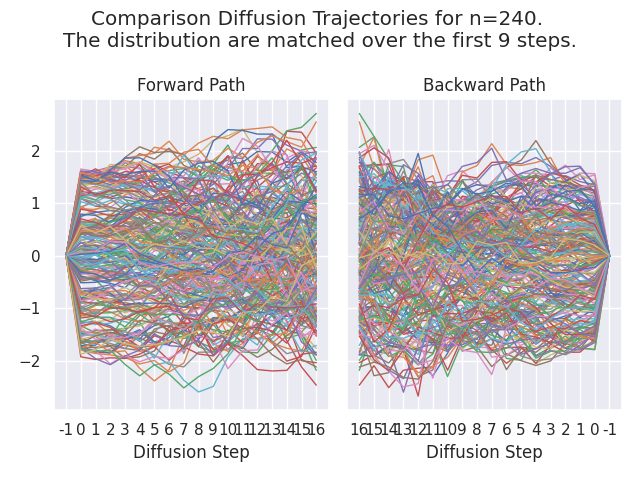 Comparison Diffusion Trajectories for n=240.
The distribution are matched over the first 9 steps.
Forward Path
Backward Path
2
1
0
−1
−2
-1 0 1 2 3 4 5 6 7 8 9 10 11 12 13 14 15 16
16 15 14 13 12 11 10 9 8 7 6 5 4 3 2 1 0 -1
Diffusion Step
Diffusion Step